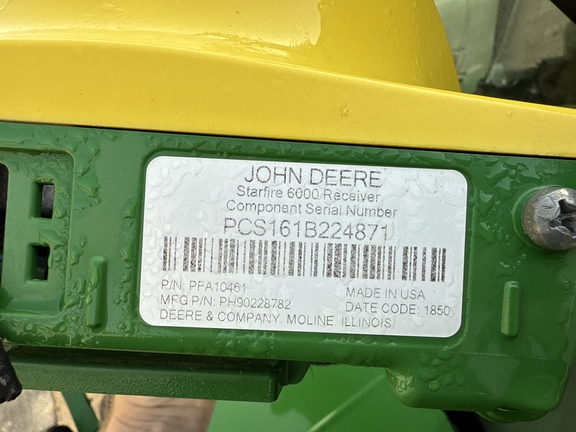 JOHN DEERE
Starfire 6000 Receiver
Component Serial Number
PCS161B224871
P/N: PFA10461
MFG P/N: PH90228782
DEERE & COMPANY, MOLINE, ILLINOIS
MADE IN USA
DATE CODE: 1850